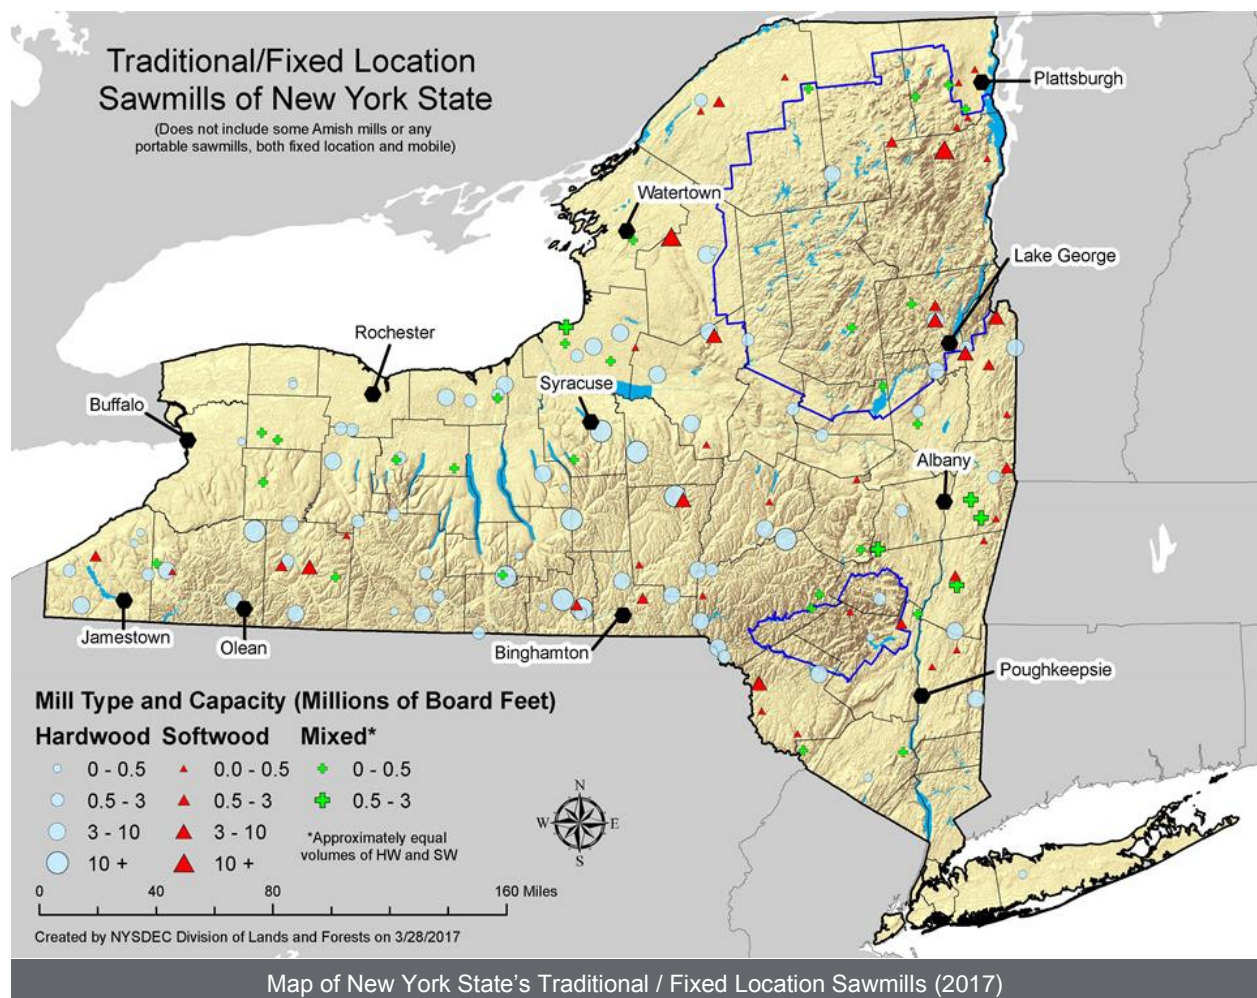 Traditional/Fixed Location
Sawmills of New York State
(Does not include some Amish mills or any
portable sawmills, both fixed location and mobile)
Plattsburgh
Watertown
Lake George
Rochester
Syracuse
Buffalo
Albany
Jamestown
Olean
Binghamton
Poughkeepsie
Mill Type and Capacity (Millions of Board Feet)
Hardwood Softwood Mixed*
0 - 0.5 0.0 - 0.5 0 - 0.5
0.5 - 3 0.5 - 3 0.5 - 3
3 - 10 3 - 10
10 + 10 +
*Approximately equal
volumes of HW and SW
N
W E
S
0 40 80 160 Miles
Created by NYSDEC Division of Lands and Forests on 3/28/2017
Map of New York State’s Traditional / Fixed Location Sawmills (2017)